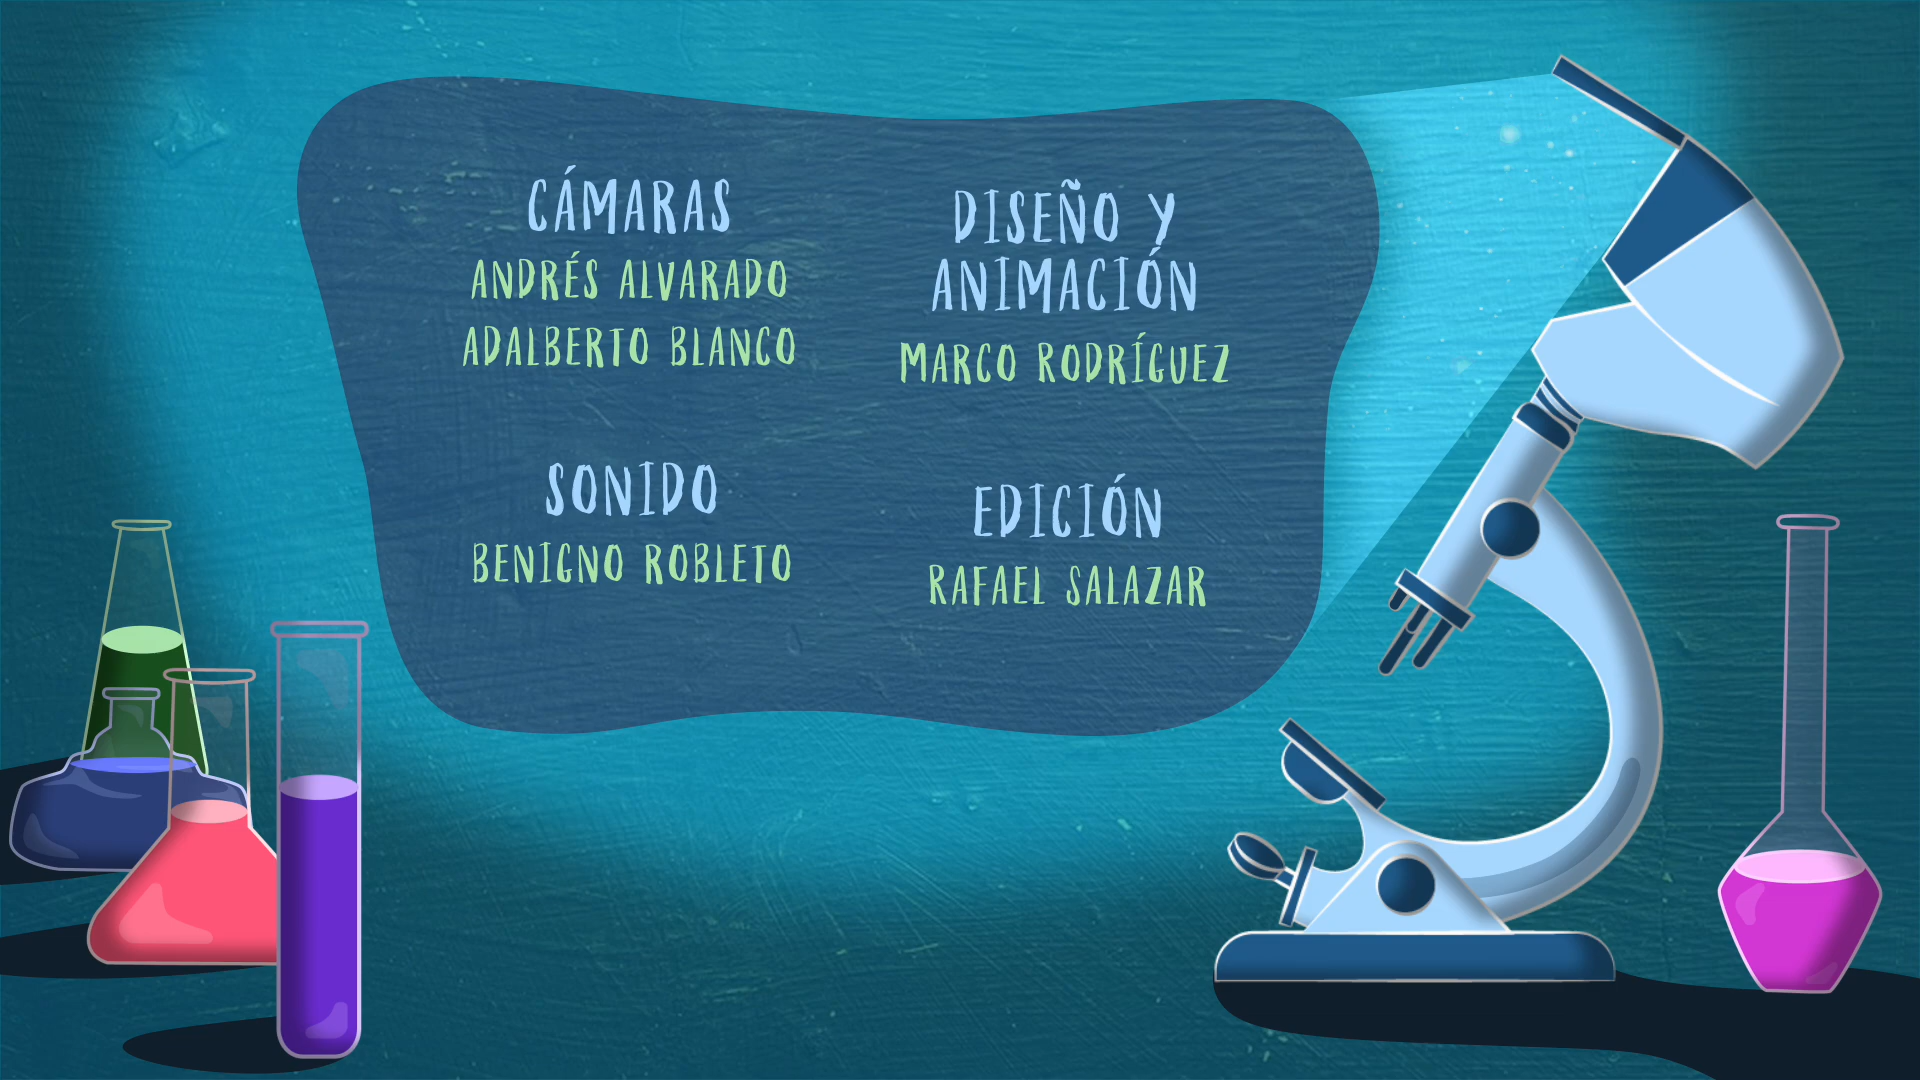 CÁMARAS
ANDRÉS ALVARADO
ADALBERTO BLANCO
SONIDO
BENIGNO ROBLETO
DISEÑO Y
ANIMACIÓN
MARCO RODRÍGUEZ
EDICIÓN
RAFAEL SALAZAR